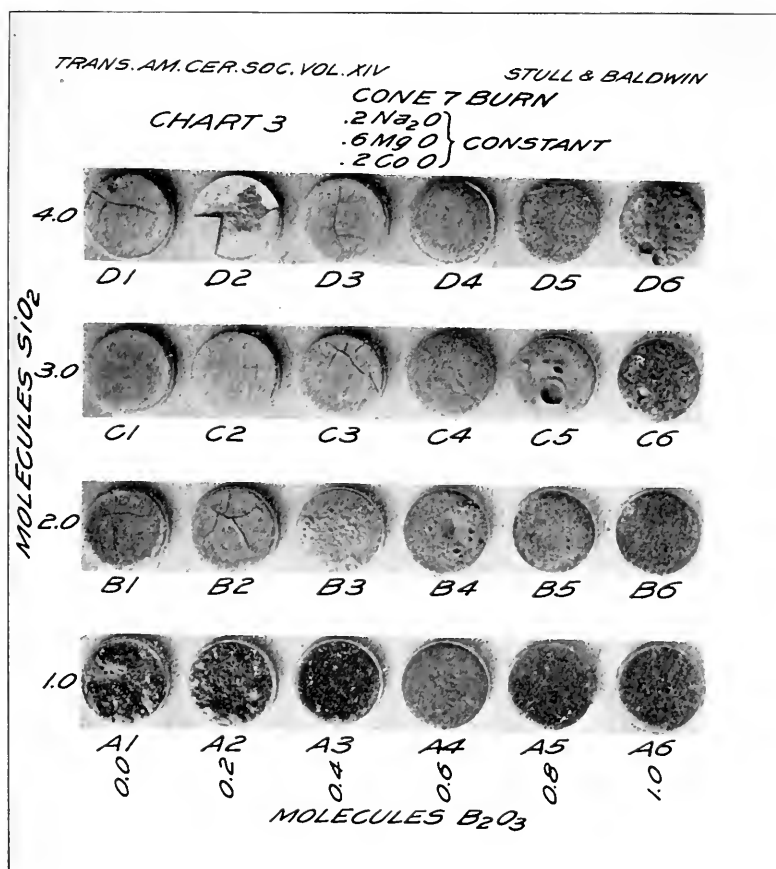 TRANS. AM. CER. SOC. VOL. XIV STULL & BALDWIN
CHART 3
CONE 7 BURN
.2 Na₂O
.6 MgO
.2 CoO
} CONSTANT
MOLECULES SiO₂
4.0
D1 D2 D3 D4 D5 D6
3.0
C1 C2 C3 C4 C5 C6
2.0
B1 B2 B3 B4 B5 B6
1.0
A1 A2 A3 A4 A5 A6
0.0 0.2 0.4 0.6 0.8 1.0
MOLECULES B₂O₃